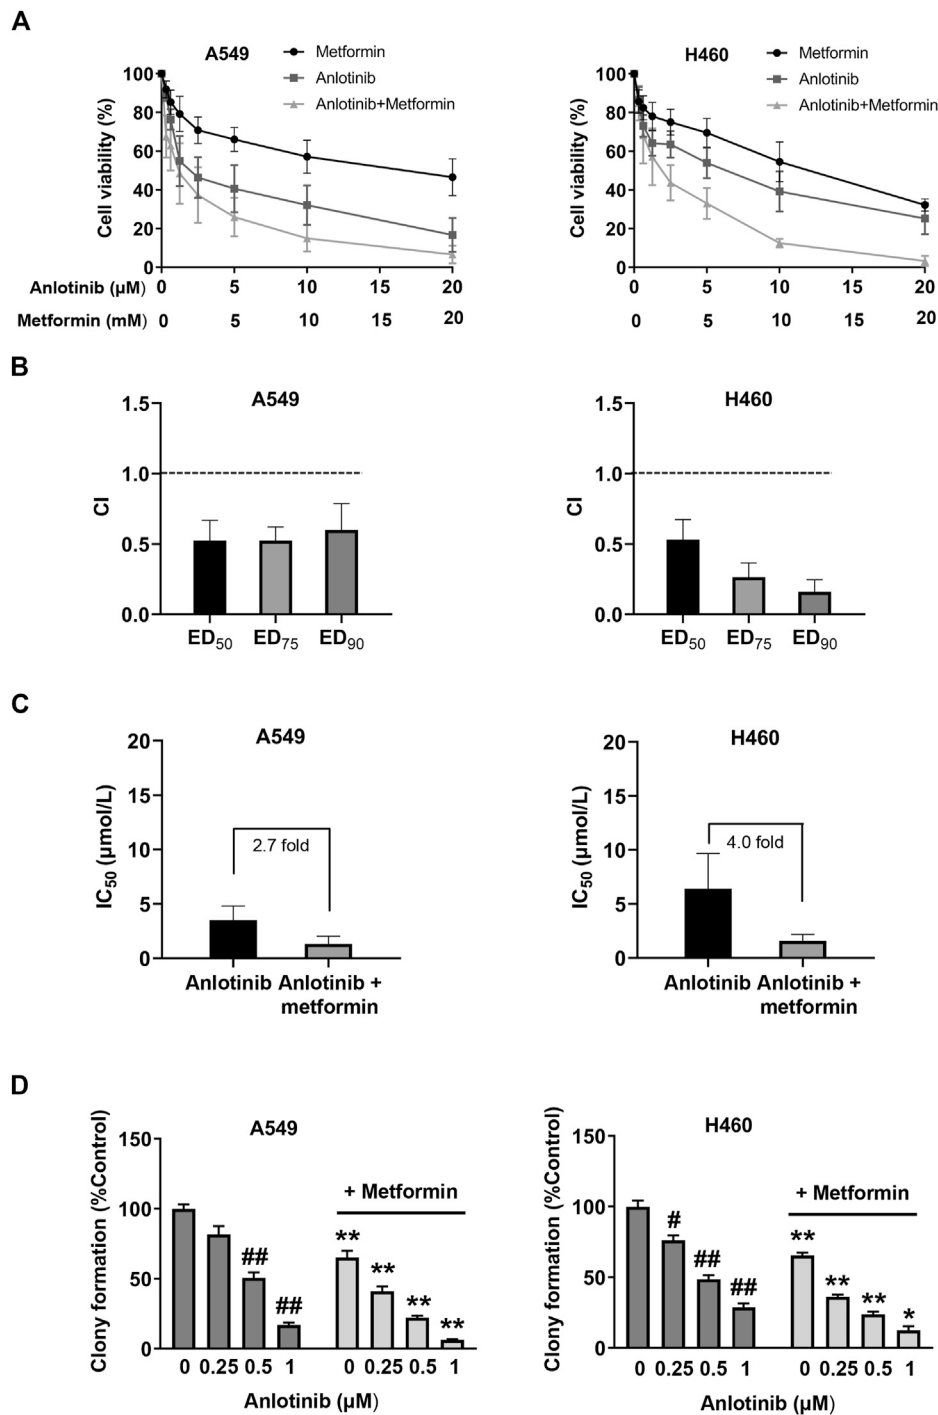 A
A549
Metformin
Anlotinib
Anlotinib+Metformin
Cell viability (%)
100
80
60
40
20
0
Anlotinib (µM) 0 5 10 15 20
Metformin (mM) 0 5 10 15 20
H460
Metformin
Anlotinib
Anlotinib+Metformin
Cell viability (%)
100
80
60
40
20
0
0 5 10 15 20
0 5 10 15 20
B
A549
CI
1.5
1.0
0.5
0.0
ED50 ED75 ED90
H460
CI
1.5
1.0
0.5
0.0
ED50 ED75 ED90
C
A549
IC50 (µmol/L)
20
15
10
5
0
2.7 fold
Anlotinib Anlotinib +
metformin
H460
IC50 (µmol/L)
20
15
10
5
0
4.0 fold
Anlotinib Anlotinib +
metformin
D
A549
Clony formation (%Control)
150
100
50
0
+ Metformin
## ## ** ** ** **
0 0.25 0.5 1 0 0.25 0.5 1
Anlotinib (µM)
H460
Clony formation (%Control)
150
100
50
0
+ Metformin
# ## ## ** ** ** *
0 0.25 0.5 1 0 0.25 0.5 1
Anlotinib (µM)